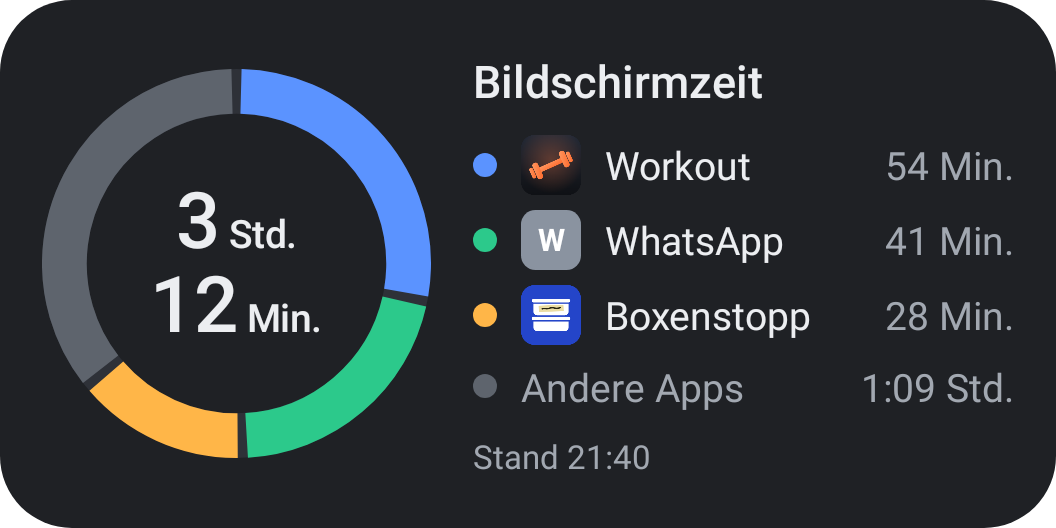 3 Std.
12 Min.
Bildschirmzeit
Workout 54 Min.
W WhatsApp 41 Min.
Boxenstopp 28 Min.
Andere Apps 1:09 Std.
Stand 21:40